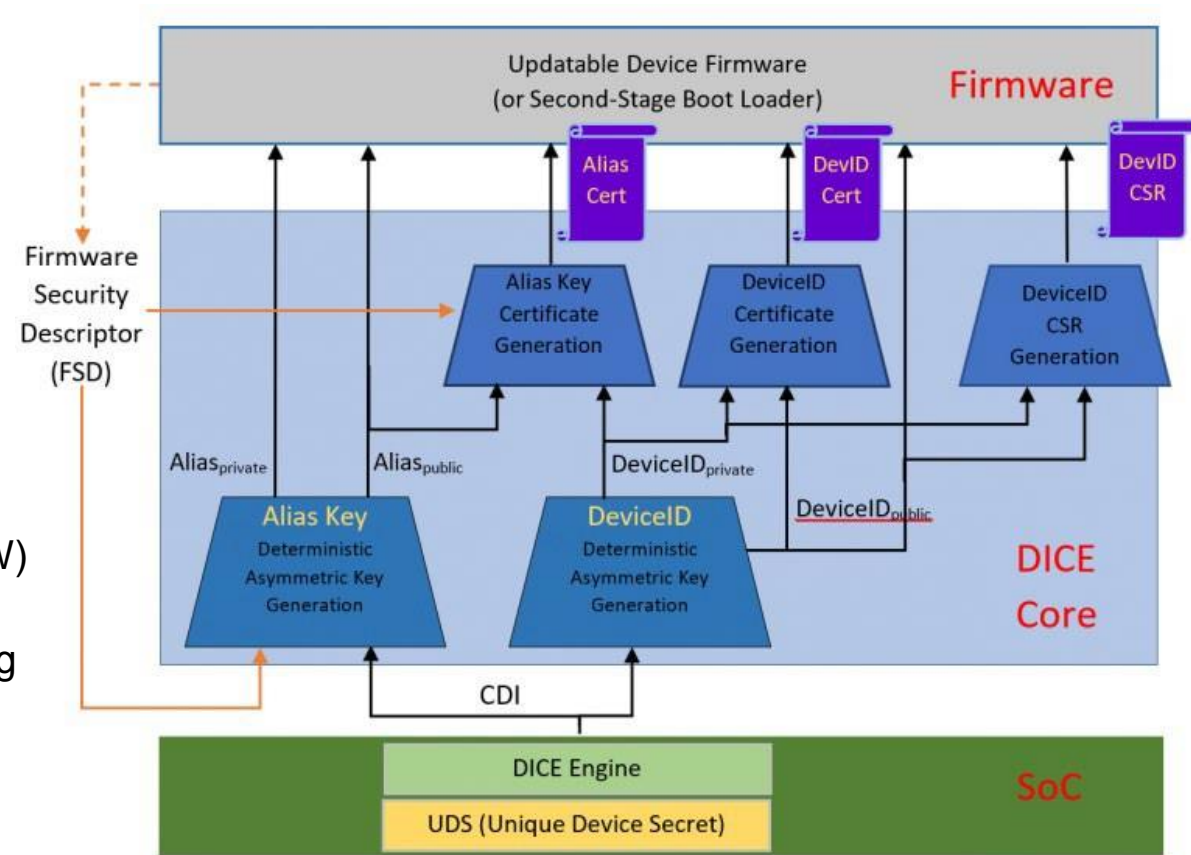 Updatable Device Firmware
(or Second-Stage Boot Loader)
Firmware
Alias
Cert
DevID
Cert
DevID
CSR
Firmware
Security
Descriptor
(FSD)
Alias Key
Certificate
Generation
DeviceID
Certificate
Generation
DeviceID
CSR
Generation
Aliasprivate
Aliaspublic
DeviceIDprivate
DeviceIDpublic
Alias Key
Deterministic
Asymmetric Key
Generation
DeviceID
Deterministic
Asymmetric Key
Generation
DICE
Core
W)
g
CDI
DICE Engine
UDS (Unique Device Secret)
SoC